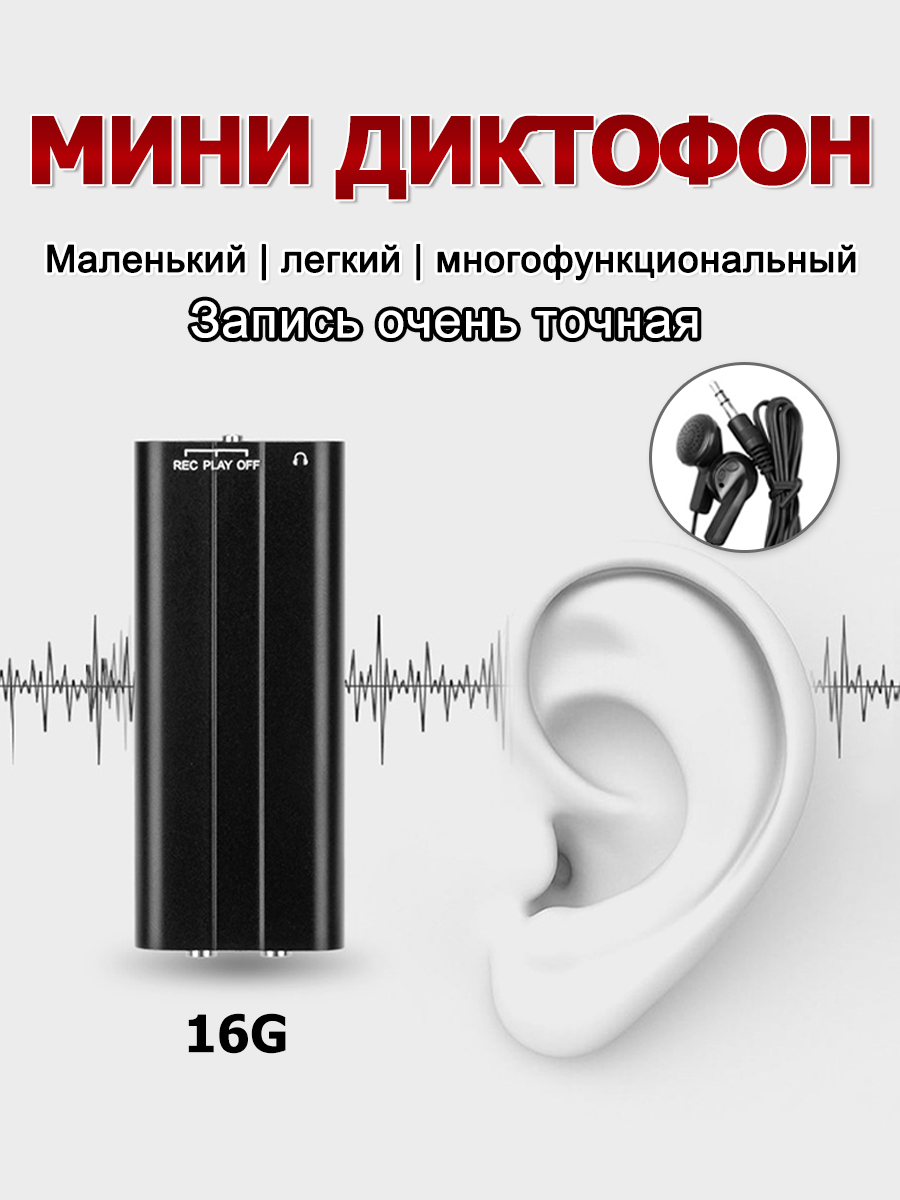 МИНИ ДИКТОФОН
Маленький | легкий | многофункциональный
Запись очень точная
REC PLAY OFF
16G